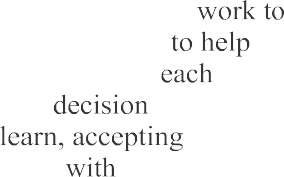 work to
to help
each
decision
learn, accepting
with